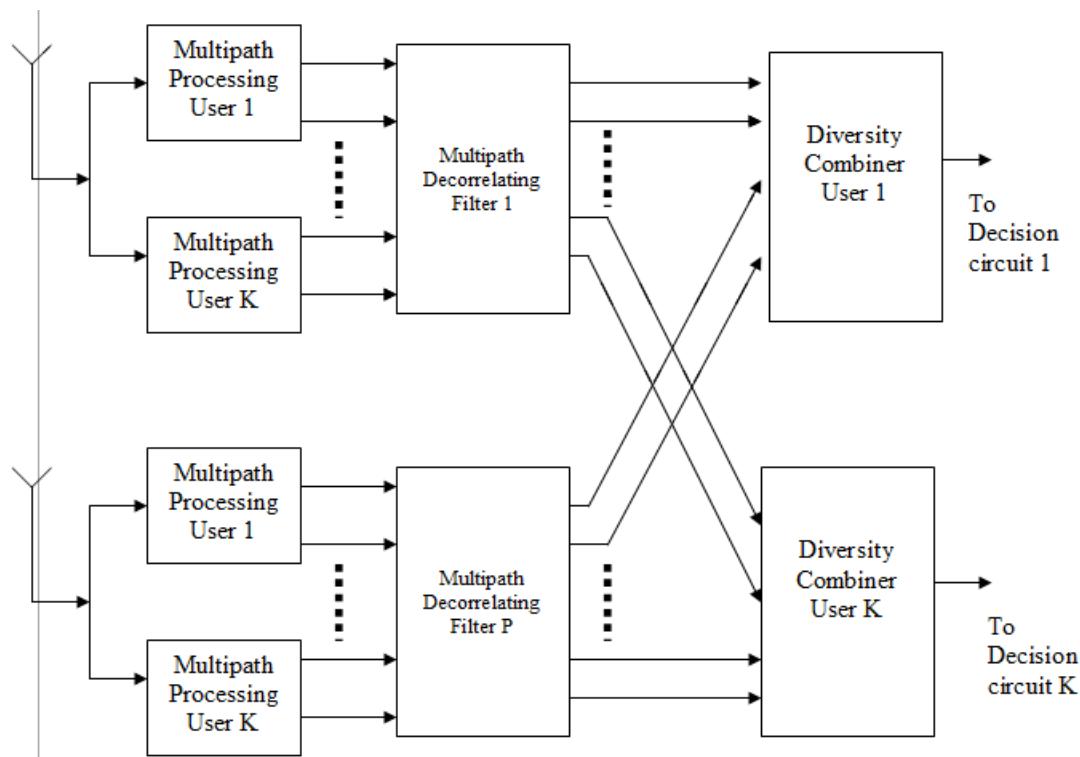 Multipath
Processing
User 1
Multipath
Processing
User K
Multipath
Decorrelating
Filter 1
Diversity
Combiner
User 1
To
Decision
circuit 1
Multipath
Processing
User 1
Multipath
Processing
User K
Multipath
Decorrelating
Filter P
Diversity
Combiner
User K
To
Decision
circuit K